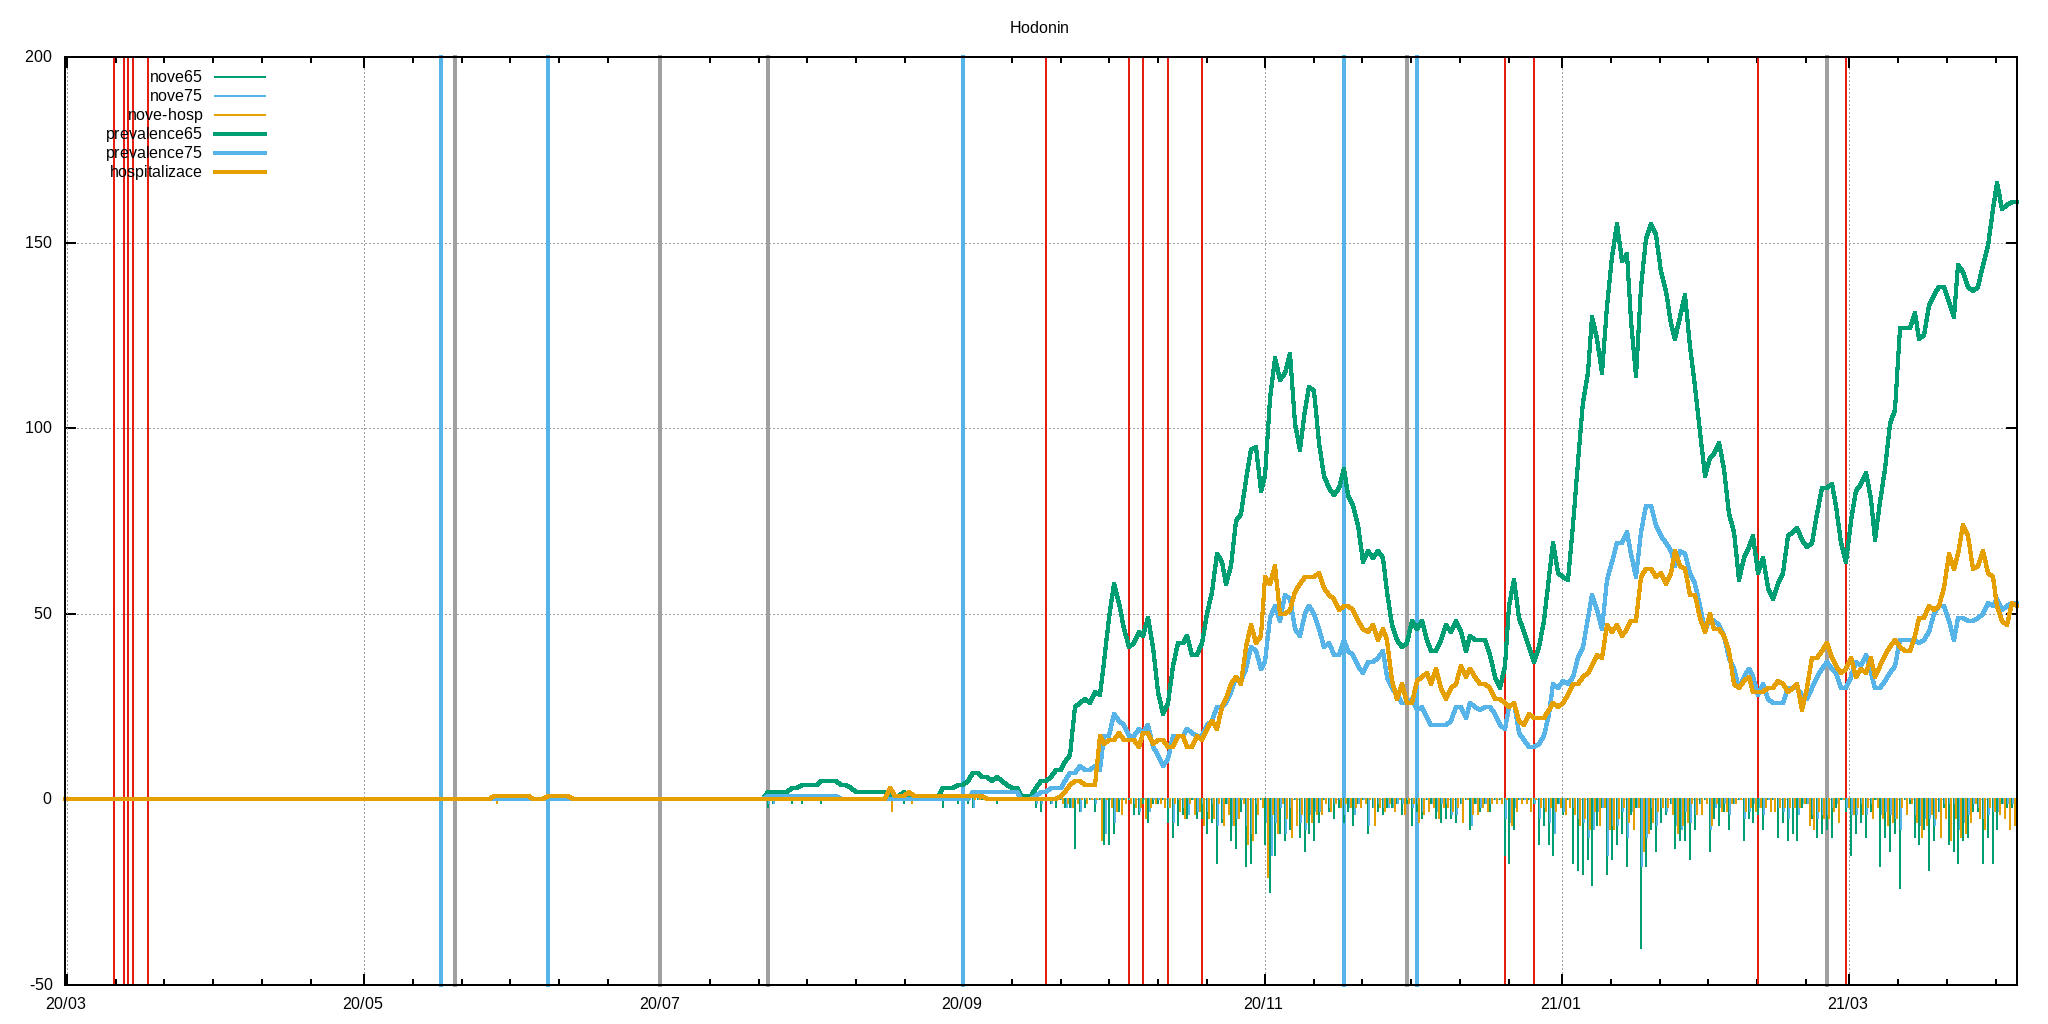 Hodonin
200
nove65
nove75
nove-hosp
prevalence65
prevalence75
hospitalizace
150
100
50
0
-50
20/03 20/05 20/07 20/09 20/11 21/01 21/03